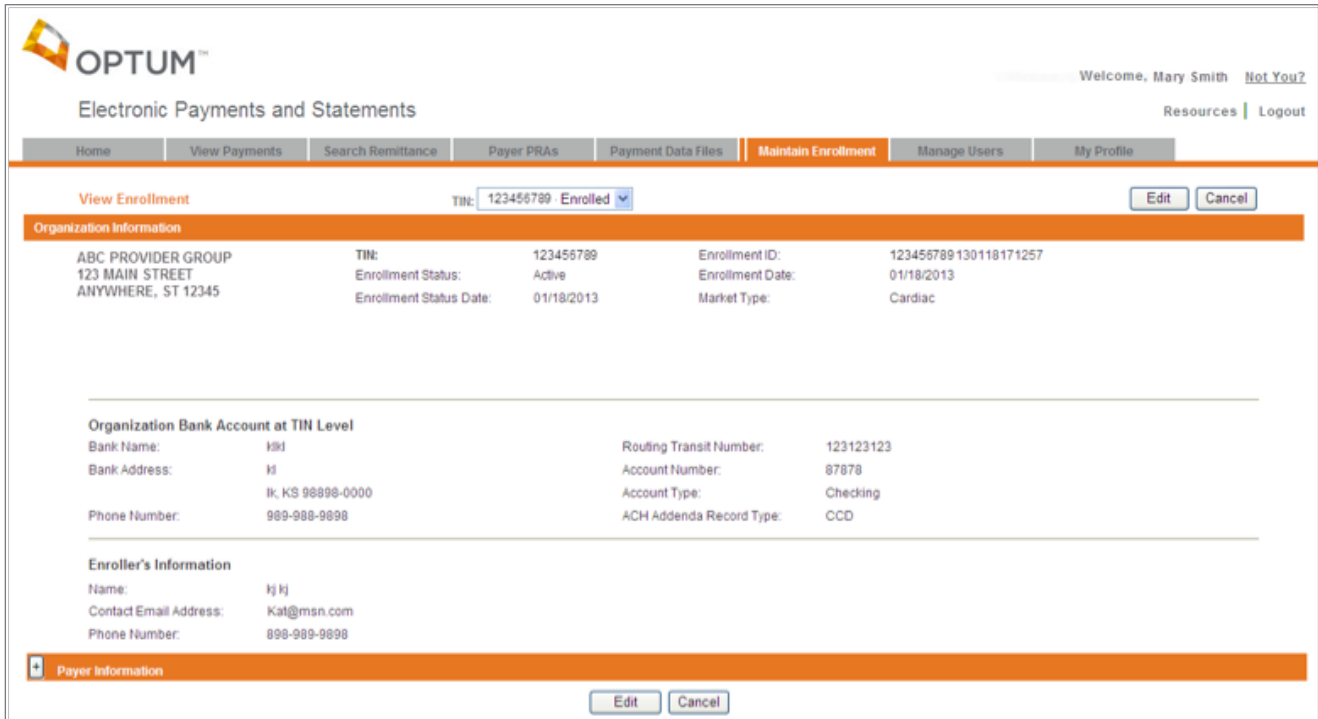 OPTUM™
Welcome, Mary Smith Not You?
Electronic Payments and Statements
Resources | Logout
Home View Payments Search Remittance Payer PRAs Payment Data Files Maintain Enrollment Manage Users My Profile
View Enrollment TIN: 123456789 - Enrolled Edit Cancel
Organization Information
ABC PROVIDER GROUP TIN: 123456789 Enrollment ID: 123456789130118171257
123 MAIN STREET Enrollment Status: Active Enrollment Date: 01/18/2013
ANYWHERE, ST 12345 Enrollment Status Date: 01/18/2013 Market Type: Cardiac
Organization Bank Account at TIN Level
Bank Name: klkl Routing Transit Number: 123123123
Bank Address: kl Account Number: 87878
lk, KS 98898-0000 Account Type: Checking
Phone Number: 989-988-9898 ACH Addenda Record Type: CCD
Enroller's Information
Name: kj kj
Contact Email Address: Kat@msn.com
Phone Number: 898-989-9898
+ Payer Information
Edit Cancel